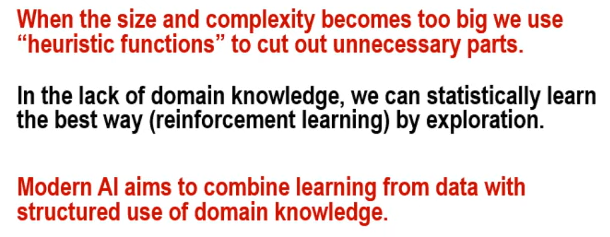 When the size and complexity becomes too big we use
“heuristic functions” to cut out unnecessary parts.
In the lack of domain knowledge, we can statistically learn
the best way (reinforcement learning) by exploration.
Modern AI aims to combine learning from data with
structured use of domain knowledge.